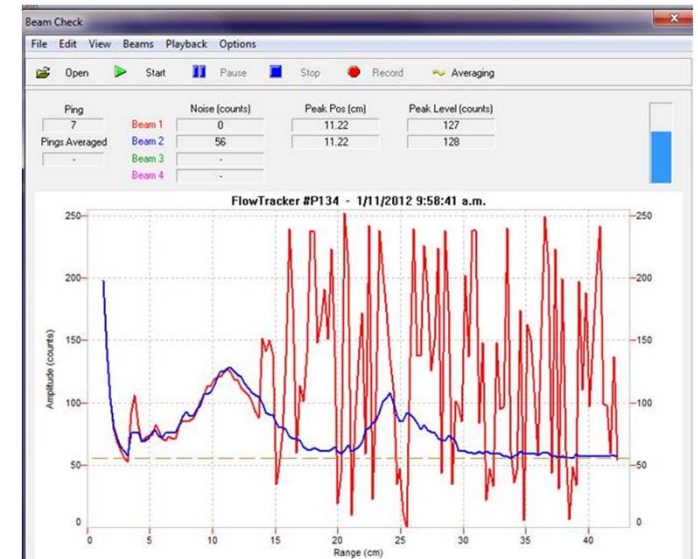 Beam Check
File Edit View Beams Playback Options
Open Start Pause Stop Record Averaging
Ping Noise (counts) Peak Pos (cm) Peak Level (counts)
7 Beam 1 0 11.22 127
Pings Averaged Beam 2 56 11.22 128
- Beam 3 -
Beam 4 -
FlowTracker #P134 - 1/11/2012 9:58:41 a.m.
250 250
200 200
150 150
Amplitude (counts)
100 100
50 50
0 0
0 5 10 15 20 25 30 35 40
Range (cm)